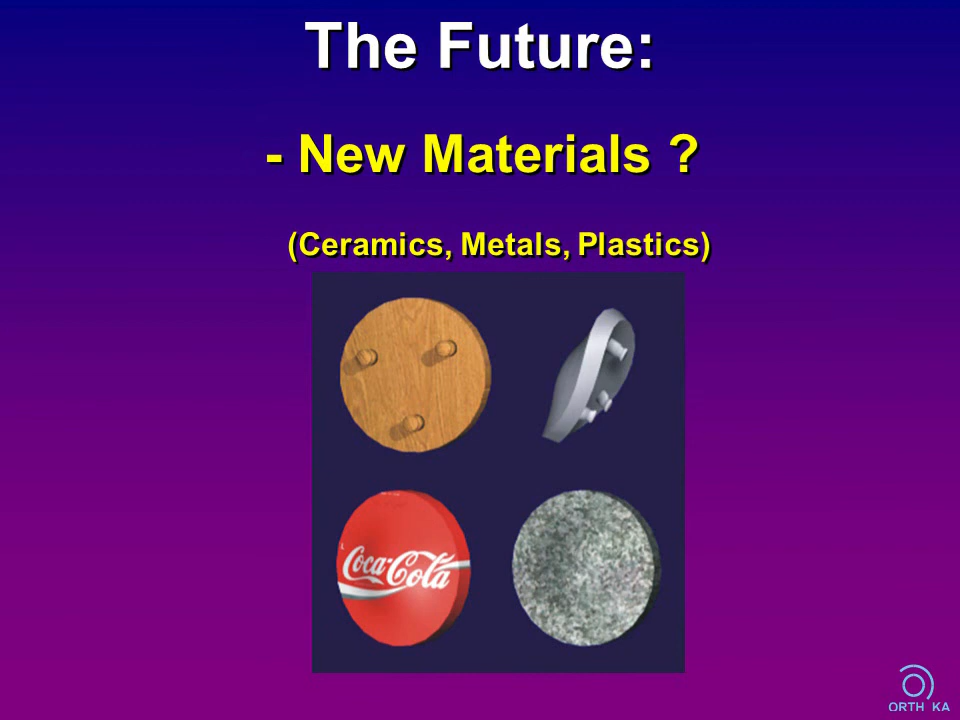 The Future:
- New Materials ?
(Ceramics, Metals, Plastics)
Coca-Cola
ORTH KA